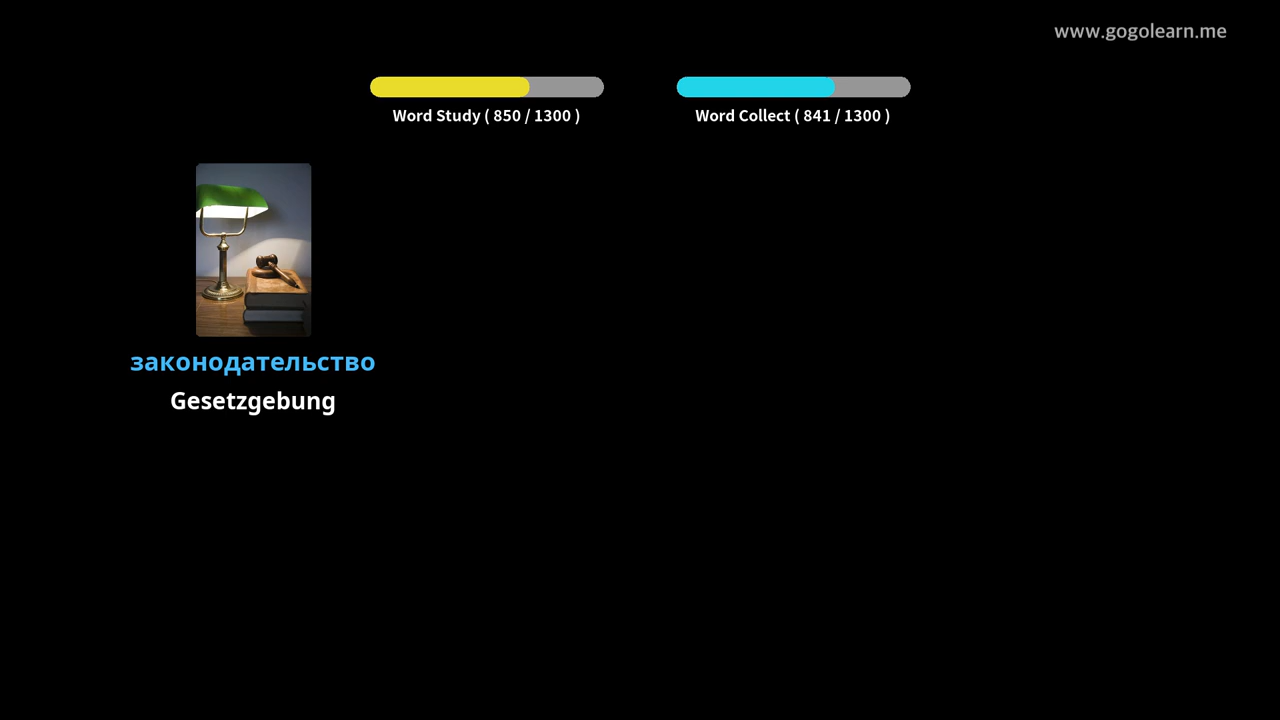 www.gogolearn.me
Word Study ( 850 / 1300 )
Word Collect ( 841 / 1300 )
законодательство
Gesetzgebung